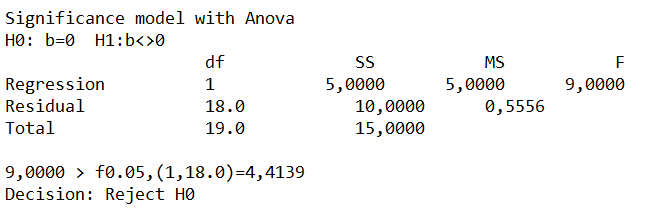 Significance model with Anova
H0: b=0  H1:b<>0
df SS MS F
Regression 1 5,0000 5,0000 9,0000
Residual 18.0 10,0000 0,5556
Total 19.0 15,0000
9,0000 > f0.05,(1,18.0)=4,4139
Decision: Reject H0